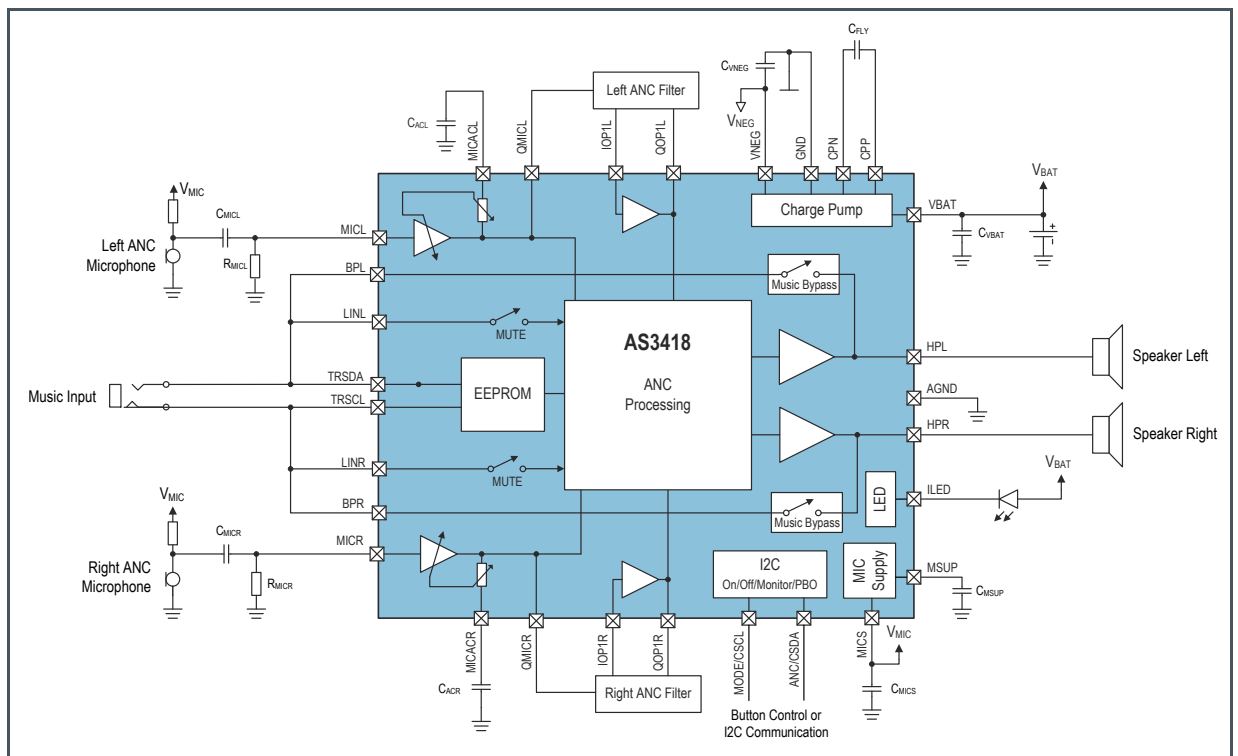 CFLY
CVNEG
Left ANC Filter
CACL
MICACL
QMICL
IOP1L
QOP1L
VNEG
VNEG
GND
CPN
CPP
VMIC
CMICL
Left ANC
Microphone
RMICL
MICL
Charge Pump
VBAT
VBAT
CVBAT
+
-
BPL
Music Bypass
LINL
MUTE
AS3418
ANC
Processing
HPL
Speaker Left
Music Input
TRSDA
TRSCL
EEPROM
AGND
HPR
Speaker Right
LINR
MUTE
BPR
Music Bypass
VBAT
LED
ILED
VMIC
CMICR
Right ANC
Microphone
RMICR
MICR
I2C
On/Off/Monitor/PBO
MIC
Supply
MSUP
CMSUP
MICACR
QMICR
IOP1R
QOP1R
MODE/CSCL
ANC/CSDA
MICS
VMIC
CACR
Right ANC Filter
CMICS
Button Control or
I2C Communication